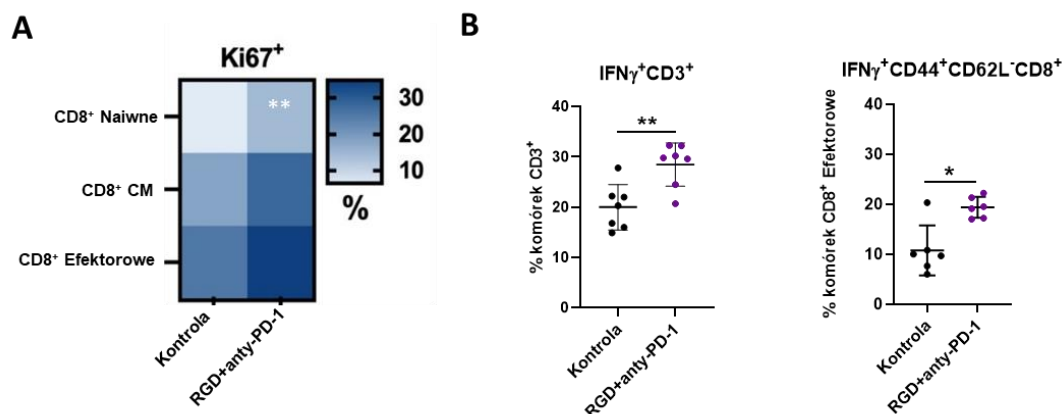 A
Ki67⁺
CD8⁺ Naiwne
CD8⁺ CM
CD8⁺ Efektorowe
**
30
20
10
%
Kontrola
RGD+anty-PD-1
B
IFNγ⁺CD3⁺
% komórek CD3⁺
40
30
20
10
0
**
Kontrola
RGD+anty-PD-1
IFNγ⁺CD44⁺CD62L⁻CD8⁺
% komórek CD8⁺ Efektorowe
40
30
20
10
0
*
Kontrola
RGD+anty-PD-1